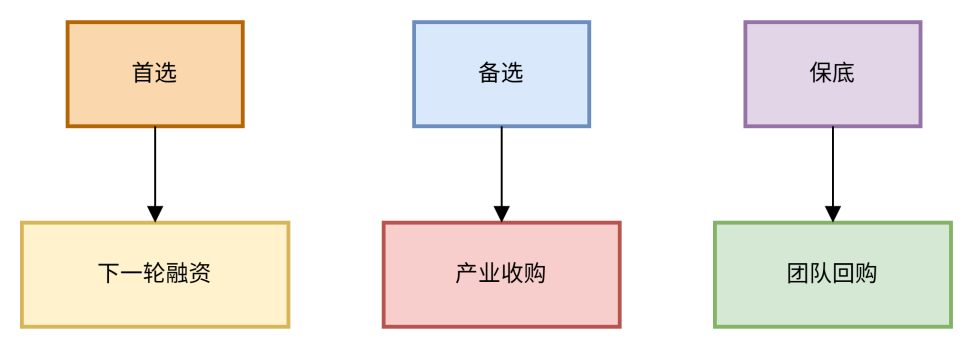 首选
备选
保底
下一轮融资
产业收购
团队回购